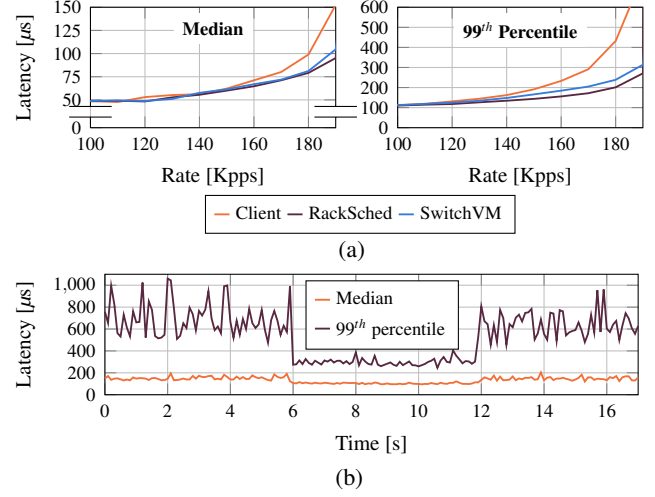 Latency [μs]
150
125
100
75
50
0
Median
100 120 140 160 180
Rate [Kpps]
600
500
400
300
200
100
0
99th Percentile
100 120 140 160 180
Rate [Kpps]
Client RackSched SwitchVM
(a)
Latency [μs]
1,000
800
600
400
200
0
Median
99th percentile
0 2 4 6 8 10 12 14 16
Time [s]
(b)